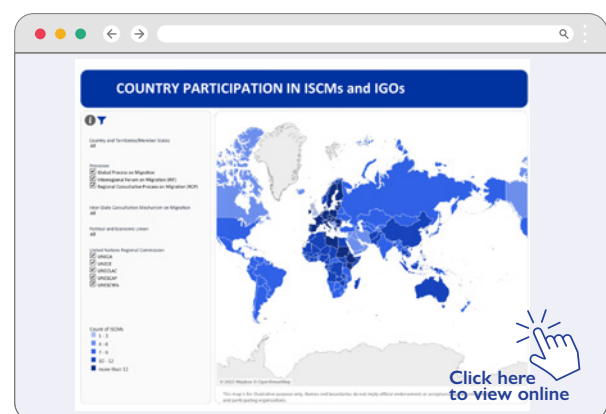 COUNTRY PARTICIPATION IN ISCMs and IGOs
Country and Territories/Member States
All
Processes
Global Process on Migration
Interregional Forum on Migration (IRF)
Regional Consultative Process on Migration (RCP)
Inter-State Consultation Mechanism on Migration
All
Political and Economic Union
All
United Nations Regional Commission
UNECA
UNECE
UNECLAC
UNESCAP
UNESCWA
Count of ISCMs
1 - 3
4 - 6
7 - 9
10 - 12
more than 12
© 2023 Mapbox © OpenStreetMap
This map is for illustrative purpose only. Names and boundaries do not imply official endorsement or
and participating organizations.
Click here
to view online